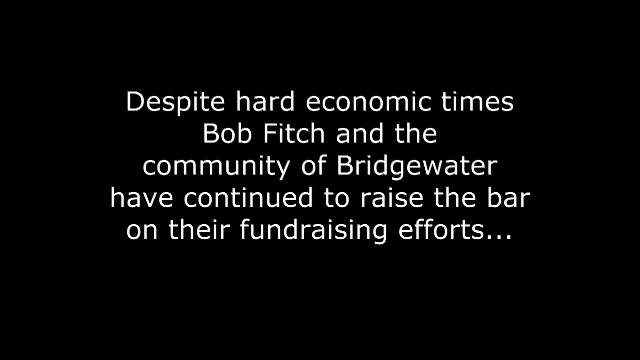 Despite hard economic times
Bob Fitch and the
community of Bridgewater
have continued to raise the bar
on their fundraising efforts...